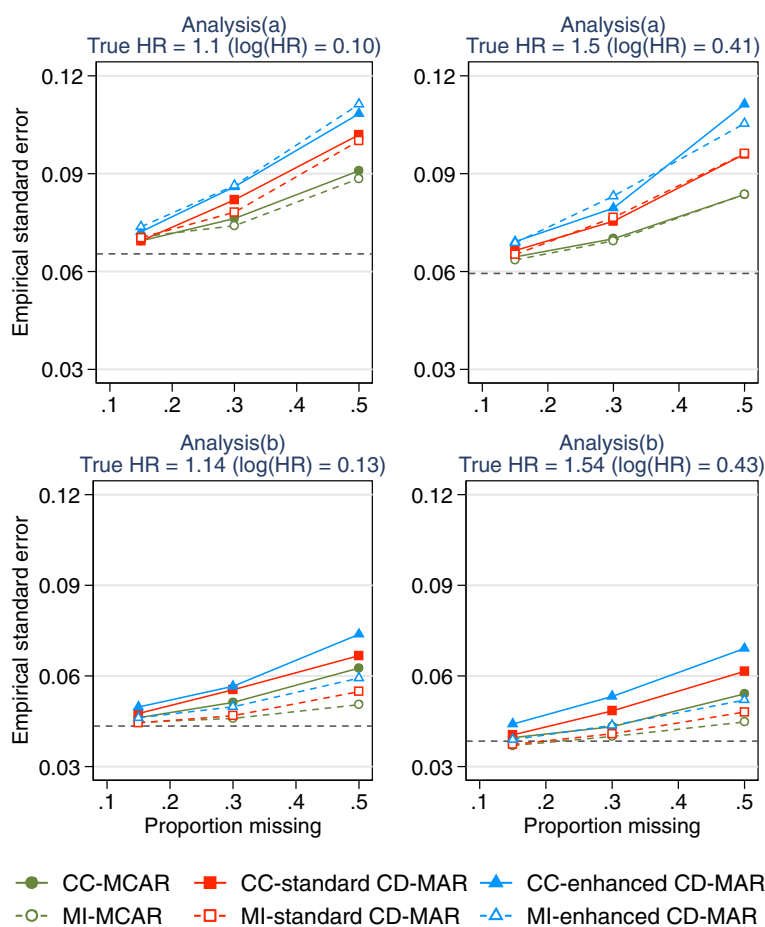 Analysis(a)
True HR = 1.1 (log(HR) = 0.10)
Analysis(a)
True HR = 1.5 (log(HR) = 0.41)
Empirical standard error
0.12
0.09
0.06
0.03
.1 .2 .3 .4 .5
0.12
0.09
0.06
0.03
.1 .2 .3 .4 .5
Analysis(b)
True HR = 1.14 (log(HR) = 0.13)
Analysis(b)
True HR = 1.54 (log(HR) = 0.43)
Empirical standard error
0.12
0.09
0.06
0.03
.1 .2 .3 .4 .5
Proportion missing
0.12
0.09
0.06
0.03
.1 .2 .3 .4 .5
Proportion missing
CC-MCAR CC-standard CD-MAR CC-enhanced CD-MAR
MI-MCAR MI-standard CD-MAR MI-enhanced CD-MAR